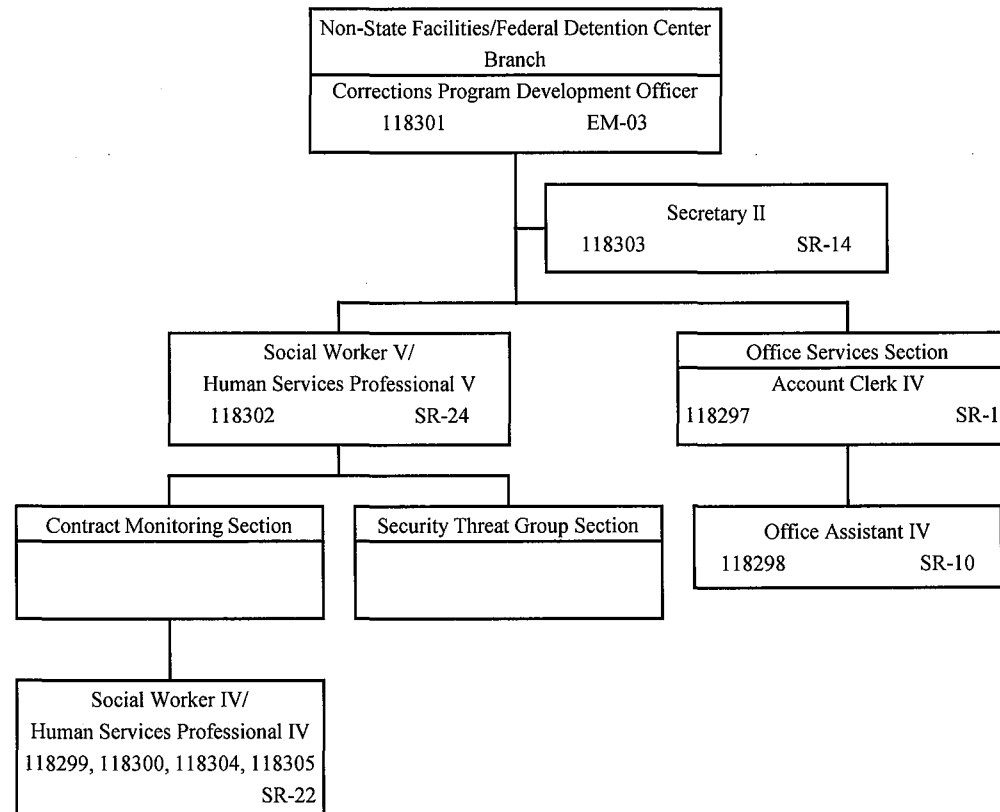 Non-State Facilities/Federal Detention Center
Branch
Corrections Program Development Officer
118301 EM-03
Secretary II
118303 SR-14
Social Worker V/
Human Services Professional V
118302 SR-24
Office Services Section
Account Clerk IV
118297 SR-1
Contract Monitoring Section
Security Threat Group Section
Office Assistant IV
118298 SR-10
Social Worker IV/
Human Services Professional IV
118299, 118300, 118304, 118305
SR-22